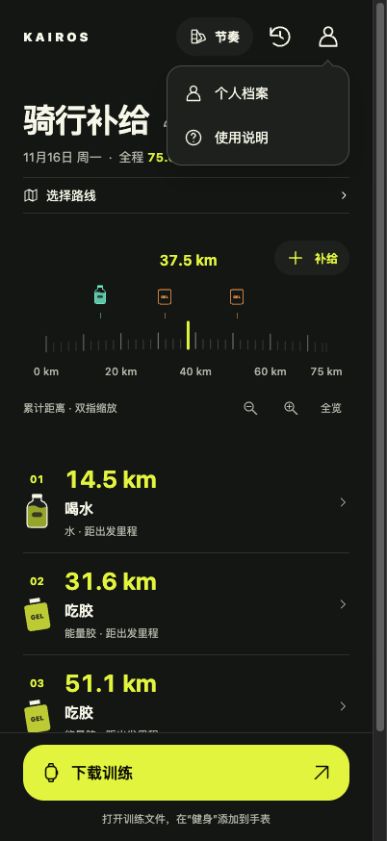 KAIROS
节奏
个人档案
使用说明
骑行补给
11月16日 周一 · 全程 75.
选择路线
37.5 km
补给
GEL
GEL
0 km
20 km
40 km
60 km
75 km
累计距离 · 双指缩放
全览
01
14.5 km
喝水
水 · 距出发里程
02
31.6 km
GEL
吃胶
能量胶 · 距出发里程
03
51.1 km
GEL
吃胶
下载训练
打开训练文件，在“健身”添加到手表